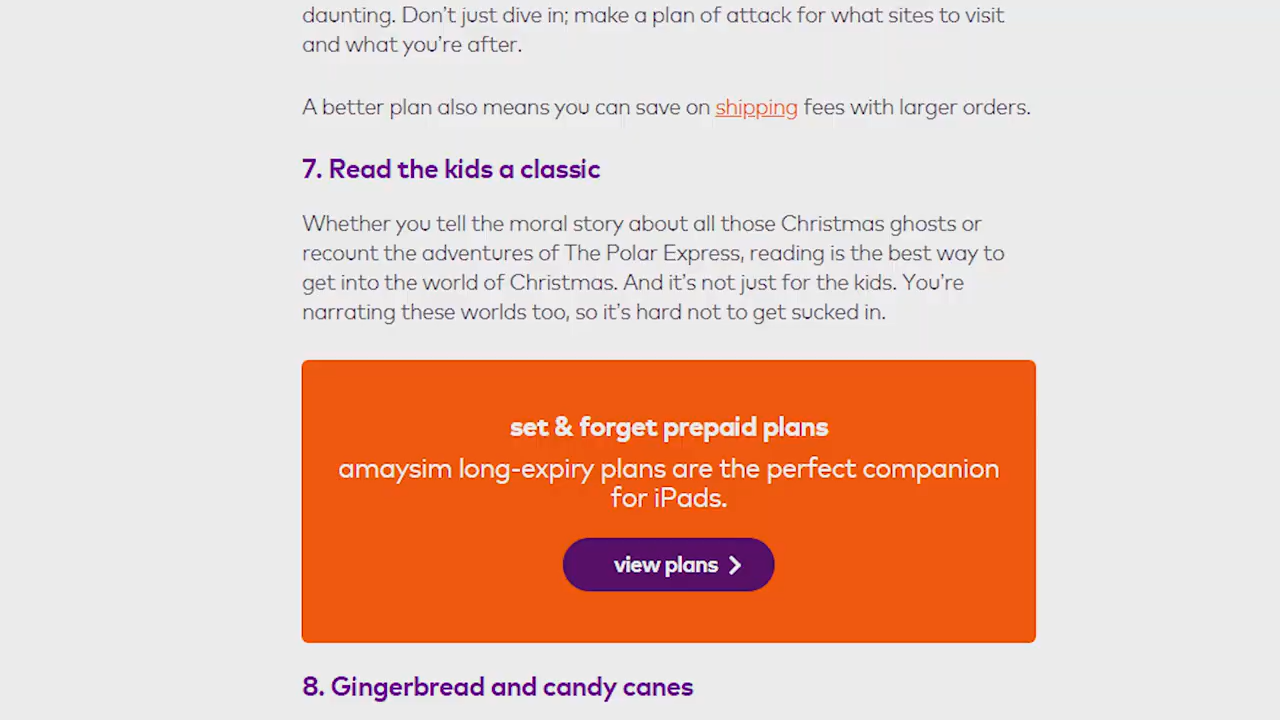 daunting. Don't just dive in; make a plan of attack for what sites to visit
and what you're after.
A better plan also means you can save on shipping fees with larger orders.
7. Read the kids a classic
Whether you tell the moral story about all those Christmas ghosts or
recount the adventures of The Polar Express, reading is the best way to
get into the world of Christmas. And it's not just for the kids. You're
narrating these worlds too, so it's hard not to get sucked in.
set & forget prepaid plans
amaysim long-expiry plans are the perfect companion
for iPads.
view plans
8. Gingerbread and candy canes